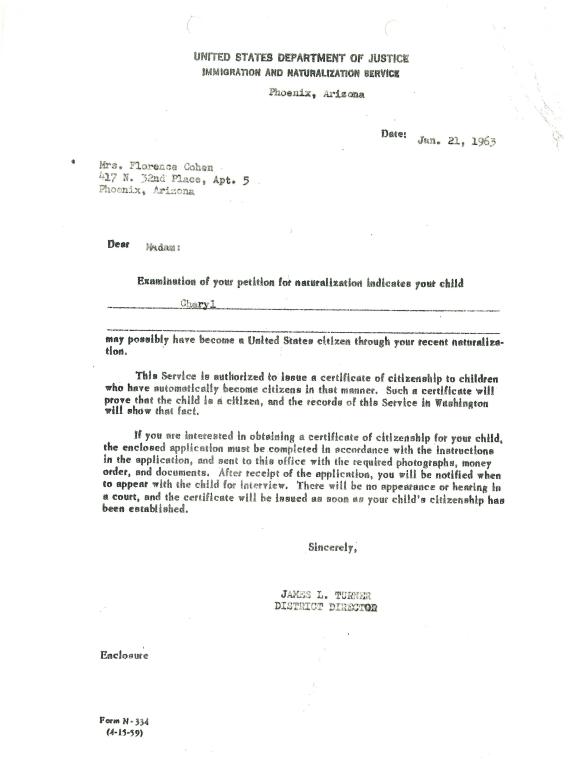 UNITED STATES DEPARTMENT OF JUSTICE
IMMIGRATION AND NATURALIZATION SERVICE
Phoenix, Arizona
Date: Jan. 21, 1963
Mrs. Florence Cohen
417 N. 32nd Place, Apt. 5
Phoenix, Arizona
Dear Madam:
Examination of your petition for naturalization indicates your child
Cheryl
may possibly have become a United States citizen through your recent naturaliza-
tion.
This Service is authorized to issue a certificate of citizenship to children
who have automatically become citizens in that manner. Such a certificate will
prove that the child is a citizen, and the records of this Service in Washington
will show that fact.
If you are interested in obtaining a certificate of citizenship for your child,
the enclosed application must be completed in accordance with the instructions
in the application, and sent to this office with the required photographs, money
order, and documents. After receipt of the application, you will be notified when
to appear with the child for interview. There will be no appearance or hearing in
a court, and the certificate will be issued as soon as your child's citizenship has
been established.
Sincerely,
JAMES L. TURNER
DISTRICT DIRECTOR
Enclosure
Form N-334
(4-15-59)